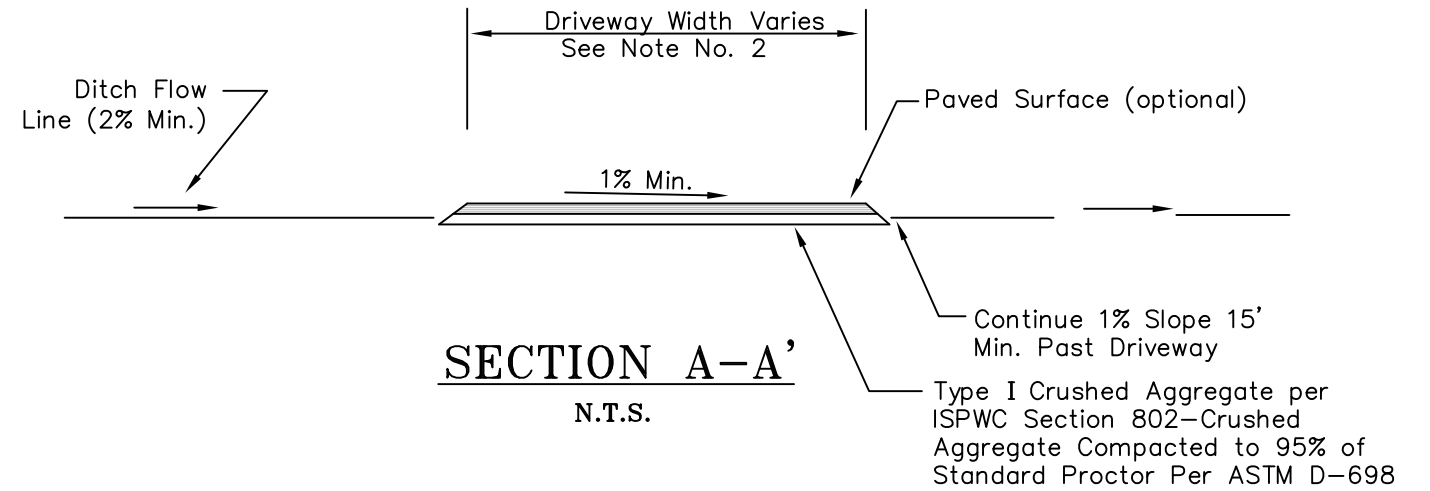 Driveway Width Varies
See Note No. 2
Ditch Flow
Line (2% Min.)
Paved Surface (optional)
1% Min.
Continue 1% Slope 15'
Min. Past Driveway
SECTION A-A'
N.T.S.
Type I Crushed Aggregate per
ISPWC Section 802-Crushed
Aggregate Compacted to 95% of
Standard Proctor Per ASTM D-698